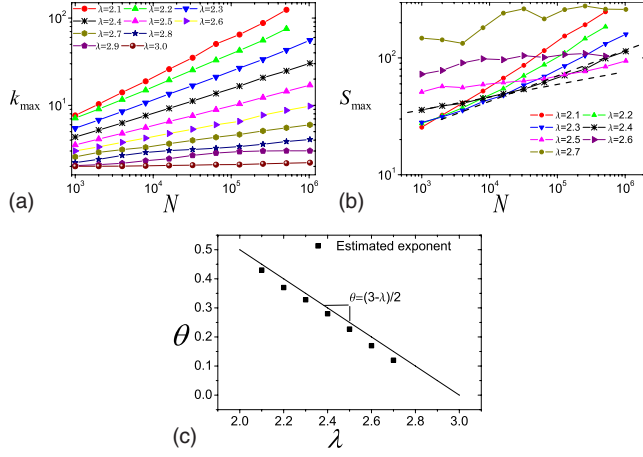 λ=2.1 λ=2.2 λ=2.3
λ=2.4 λ=2.5 λ=2.6
λ=2.7 λ=2.8
λ=2.9 λ=3.0
k_max
10²
10¹
10³ 10⁴ 10⁵ 10⁶
N
(a)
S_max
10²
10¹
λ=2.1 λ=2.2
λ=2.3 λ=2.4
λ=2.5 λ=2.6
λ=2.7
10³ 10⁴ 10⁵ 10⁶
N
(b)
Estimated exponent
θ=(3-λ)/2
θ
0.5
0.4
0.3
0.2
0.1
0.0
2.0 2.2 2.4 2.6 2.8 3.0
λ
(c)